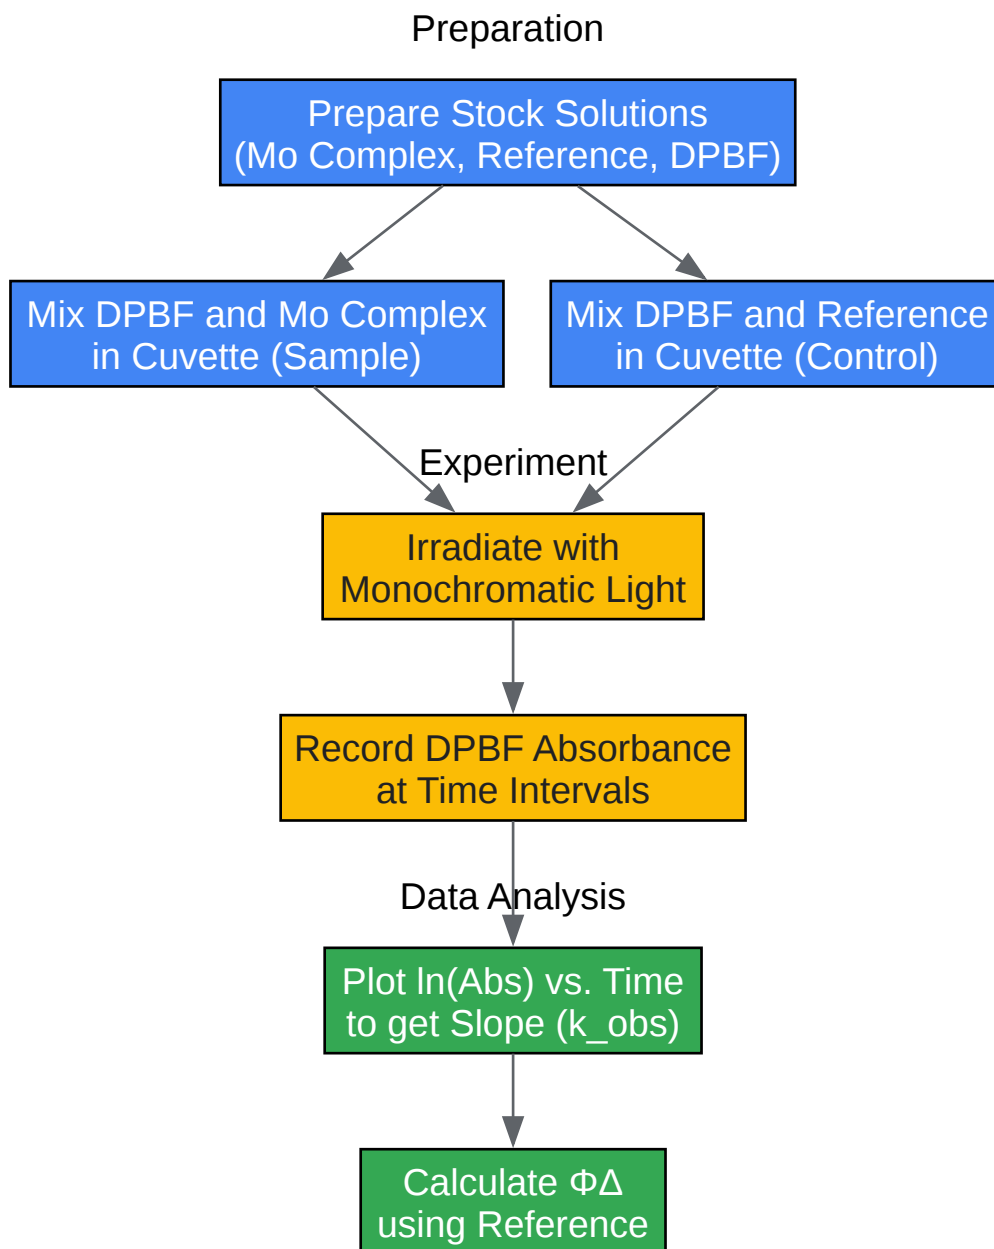 Preparation
Prepare Stock Solutions
(Mo Complex, Reference, DPBF)
Mix DPBF and Mo Complex
in Cuvette (Sample)
Mix DPBF and Reference
in Cuvette (Control)
Experiment
Irradiate with
Monochromatic Light
Record DPBF Absorbance
at Time Intervals
Data Analysis
Plot ln(Abs) vs. Time
to get Slope (k_obs)
Calculate ΦΔ
using Reference